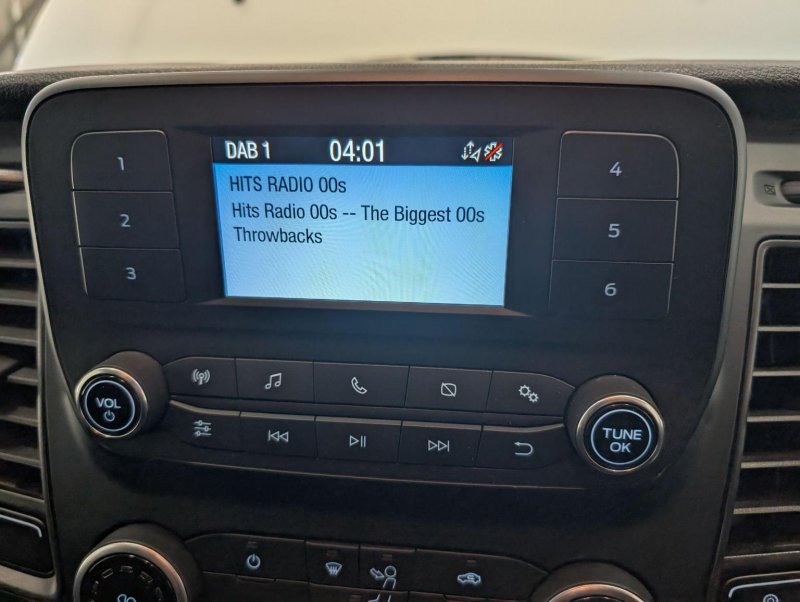 DAB 1 04:01
HITS RADIO 00s
Hits Radio 00s -- The Biggest 00s
Throwbacks
1
2
3
4
5
6
VOL
TUNE
OK